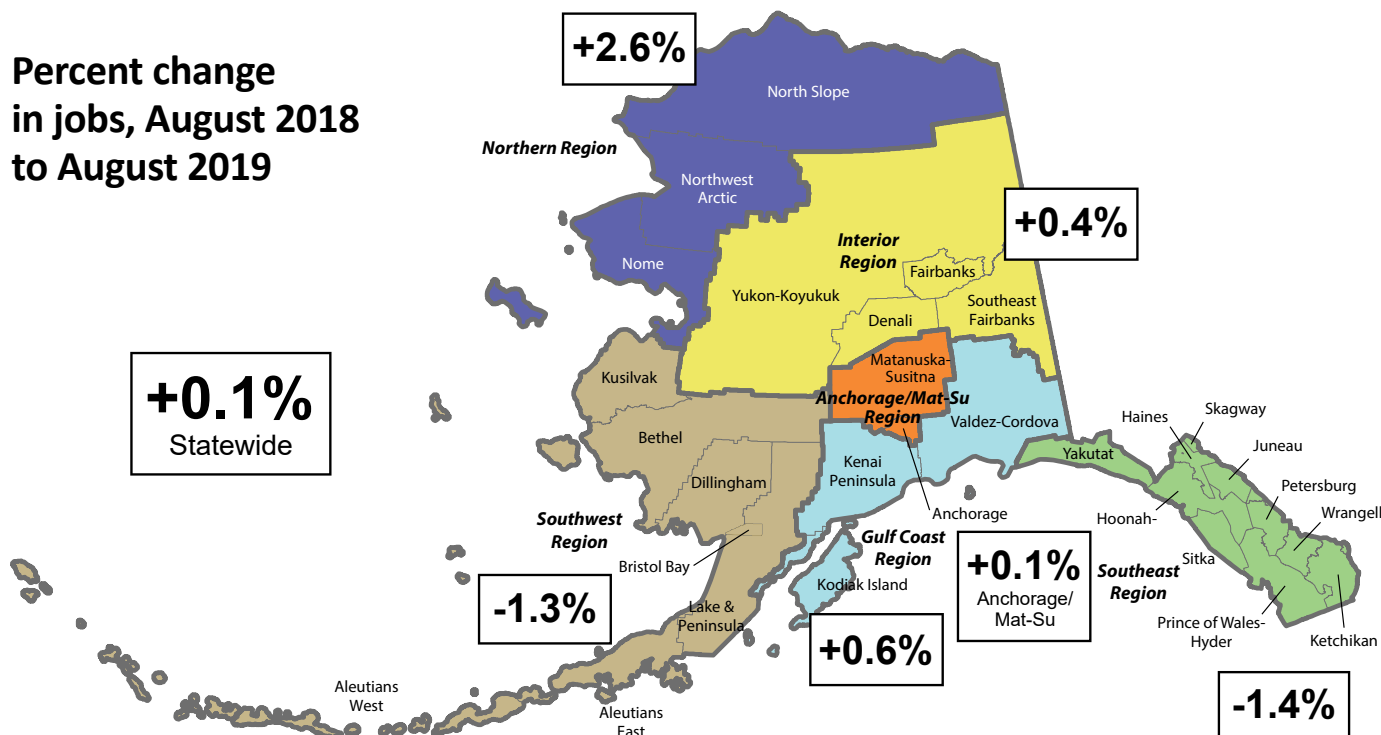 Percent change
in jobs, August 2018
to August 2019
+2.6%
North Slope
Northern Region
Northwest
Arctic
Nome
+0.4%
Interior
Region
Fairbanks
Yukon-Koyukuk
Denali
Southeast
Fairbanks
+0.1%
Statewide
Kusilvak
Bethel
Dillingham
Southwest
Region
Bristol Bay
-1.3%
Lake &
Peninsula
Aleutians
West
Aleutians
East
Matanuska-
Susitna
Anchorage/Mat-Su
Region
Valdez-Cordova
Kenai
Peninsula
Anchorage
Gulf Coast
Region
Kodiak Island
+0.6%
+0.1%
Anchorage/
Mat-Su
Yakutat
Haines
Skagway
Juneau
Petersburg
Wrangell
Hoonah-
Sitka
Southeast
Region
Prince of Wales-
Hyder
Ketchikan
-1.4%